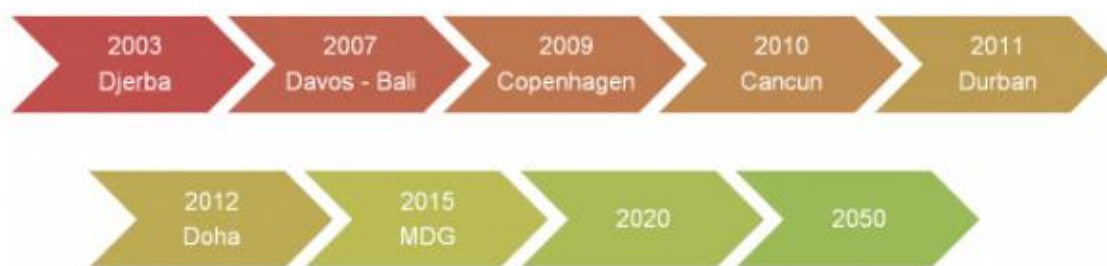 2003
Djerba
2007
Davos - Bali
2009
Copenhagen
2010
Cancun
2011
Durban
2012
Doha
2015
MDG
2020
2050